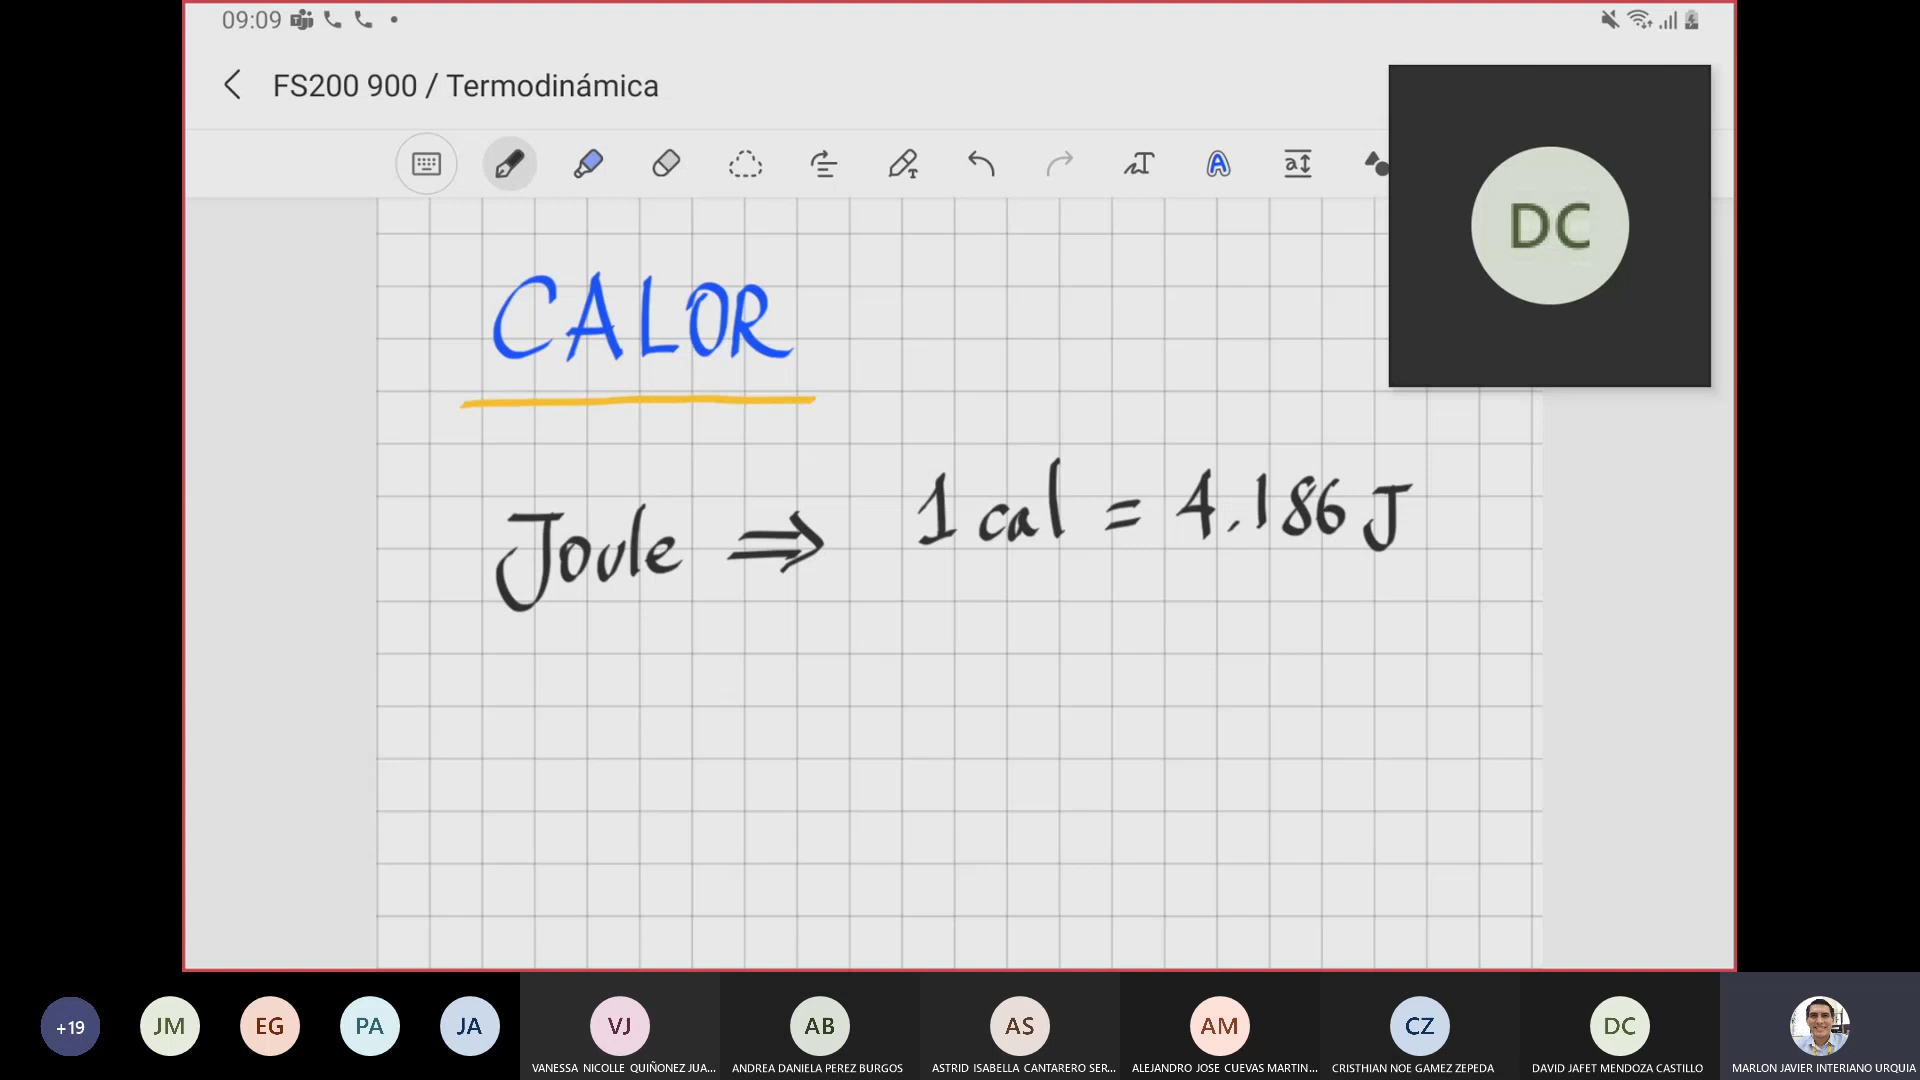 09:09
FS200 900 / Termodinámica
DC
CALOR
Joule ⇒ 1 cal = 4.186 J
+19
JM
EG
PA
JA
VJ
VANESSA NICOLLE QUIÑONEZ JUA...
AB
ANDREA DANIELA PEREZ BURGOS
AS
ASTRID ISABELLA CANTARERO SER...
AM
ALEJANDRO JOSE CUEVAS MARTIN...
CZ
CRISTHIAN NOE GAMEZ ZEPEDA
DC
DAVID JAFET MENDOZA CASTILLO
MARLON JAVIER INTERIANO URQUIA